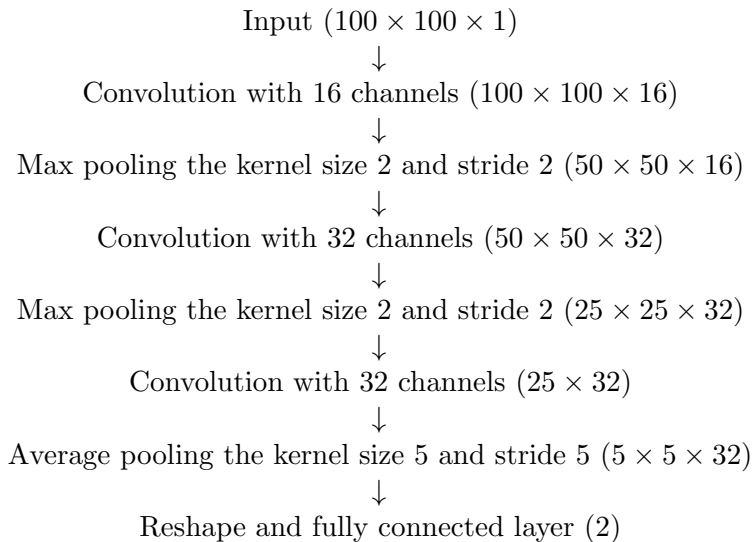 Input (100 × 100 × 1)
↓
Convolution with 16 channels (100 × 100 × 16)
↓
Max pooling the kernel size 2 and stride 2 (50 × 50 × 16)
↓
Convolution with 32 channels (50 × 50 × 32)
↓
Max pooling the kernel size 2 and stride 2 (25 × 25 × 32)
↓
Convolution with 32 channels (25 × 32)
↓
Average pooling the kernel size 5 and stride 5 (5 × 5 × 32)
↓
Reshape and fully connected layer (2)